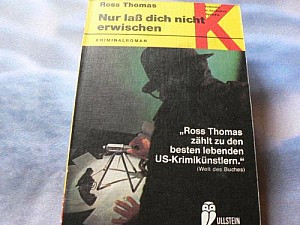 Ross Thomas
Nur laß dich nicht
erwischen
K
KRIMINALROMAN
„Ross Thomas
zählt zu den
besten lebenden
US-Krimikünstlern.“
(Welt des Buches)
ULLSTEIN